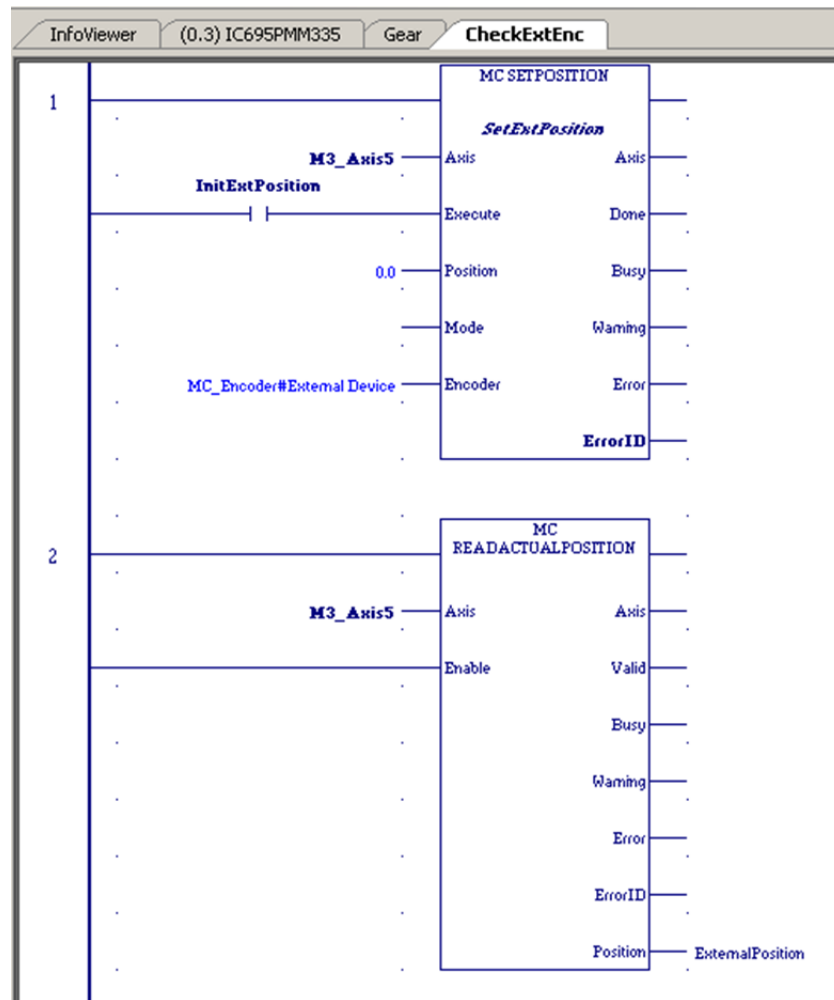 InfoViewer (0.3) IC695PMM335 Gear CheckExtEnc
1
MC SETPOSITION
SetExtPosition
M3_Axis5 Axis Axis
InitExtPosition
Execute Done
0.0 Position Busy
Mode Warning
MC_Encoder#External Device Encoder Error
ErrorID
2
MC
READACTUALPOSITION
M3_Axis5 Axis Axis
Enable Valid
Busy
Warning
Error
ErrorID
Position ExternalPosition